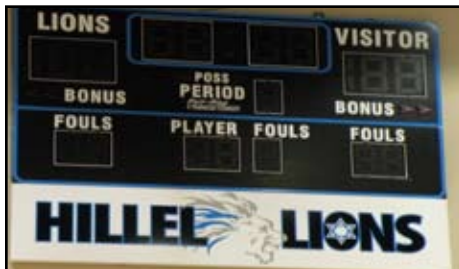 LIONS VISITOR
POSS
PERIOD
BONUS BONUS
FOULS PLAYER FOULS FOULS
HILLEL LIONS